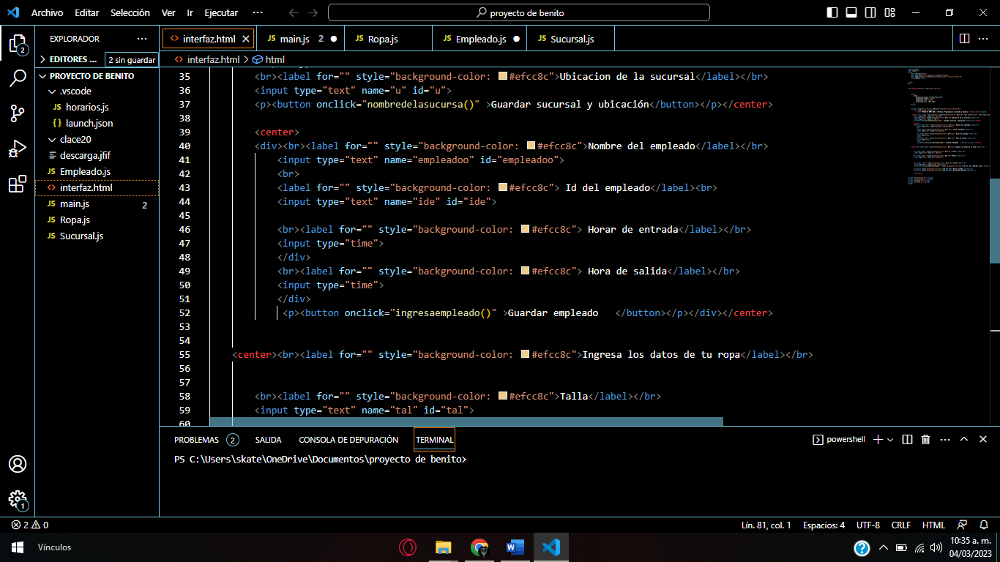 Archivo Editar Selección Ver Ir Ejecutar ··· proyecto de benito
EXPLORADOR ··· <> interfaz.html JS main.js 2 JS Ropa.js JS Empleado.js JS Sucursal.js ···
2
EDITORES ... 2 sin guardar <> interfaz.html > html
PROYECTO DE BENITO
.vscode
JS horarios.js
{} launch.json
clace20
descarga.jfif
JS Empleado.js
<> interfaz.html
JS main.js 2
JS Ropa.js
JS Sucursal.js
35 <br><label for="" style="background-color: #efcc8c">Ubicacion de la sucursal</label></br>
36 <input type="text" name="u" id="u">
37 <p><button onclick="nombredelasucursa()" >Guardar sucursal y ubicación</button></p></center>
38
39 <center>
40 <div><br><label for="" style="background-color: #efcc8c">Nombre del empleado</label></br>
41 <input type="text" name="empleadoo" id="empleadoo">
42 <br>
43 <label for="" style="background-color: #efcc8c"> Id del empleado</label><br>
44 <input type="text" name="ide" id="ide">
45
46 <br><label for="" style="background-color: #efcc8c"> Horar de entrada</label></br>
47 <input type="time">
48 </div>
49 <br><label for="" style="background-color: #efcc8c"> Hora de salida</label></br>
50 <input type="time">
51 </div>
52 <p><button onclick="ingresaempleado()" >Guardar empleado   </button></p></div></center>
53
54
55 <center><br><label for="" style="background-color: #efcc8c">Ingresa los datos de tu ropa</label></br>
56
57
58 <br><label for="" style="background-color: #efcc8c">Talla</label></br>
59 <input type="text" name="tal" id="tal">
60
PROBLEMAS 2 SALIDA CONSOLA DE DEPURACIÓN TERMINAL powershell ···
PS C:\Users\skate\OneDrive\Documentos\proyecto de benito>
1
2 0 Lín. 81, col. 1 Espacios: 4 UTF-8 CRLF HTML
Vínculos
10:35 a. m.
04/03/2023